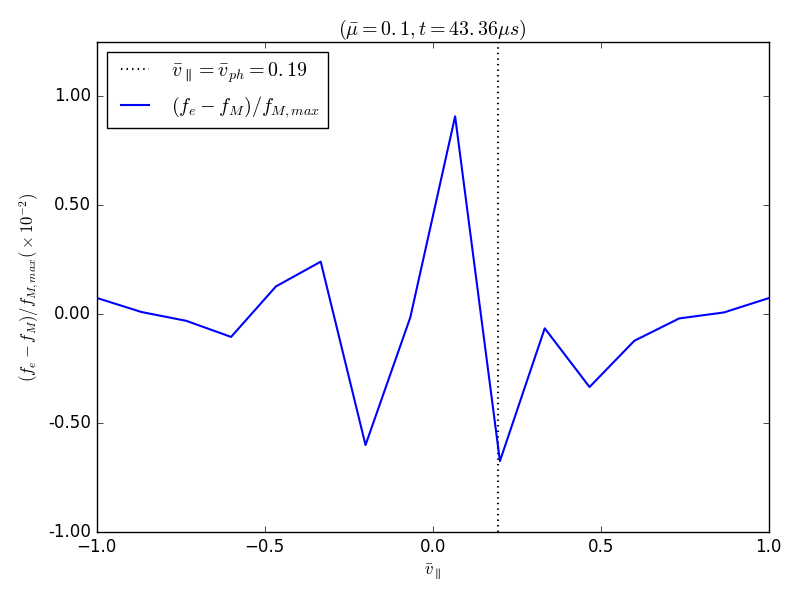 (μ̄ = 0.1, t = 43.36μs)
v̄∥ = v̄ph = 0.19
(fe − fM)/fM,max
1.00
0.50
0.00
-0.50
-1.00
(fe − fM)/fM,max(×10⁻²)
−1.0 −0.5 0.0 0.5 1.0
v̄∥